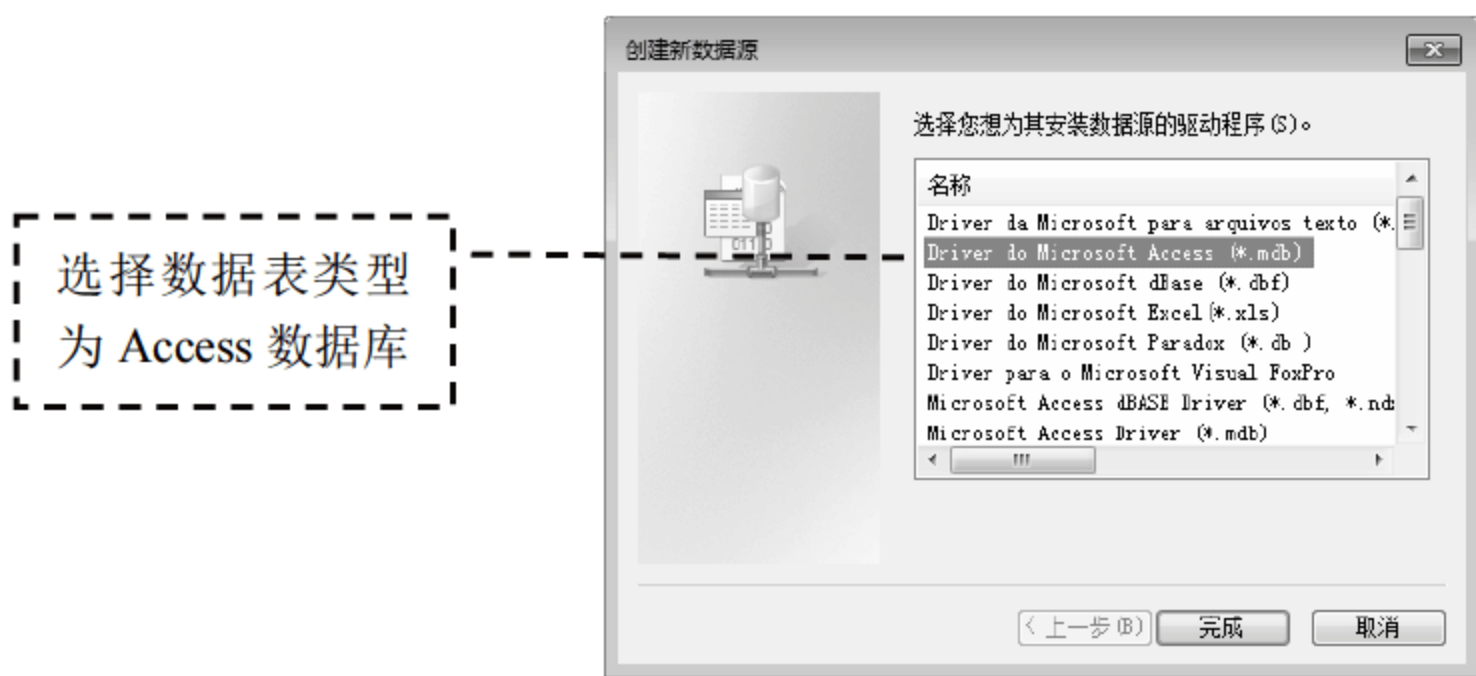 创建新数据源
选择您想为其安装数据源的驱动程序(S)。
名称
Driver da Microsoft para arquivos texto (*.
Driver do Microsoft Access (*.mdb)
Driver do Microsoft dBase (*.dbf)
Driver do Microsoft Excel(*.xls)
Driver do Microsoft Paradox (*.db )
Driver para o Microsoft Visual FoxPro
Microsoft Access dBASE Driver (*.dbf, *.nd
Microsoft Access Driver (*.mdb)
选择数据表类型
为 Access 数据库
< 上一步(B)
完成
取消